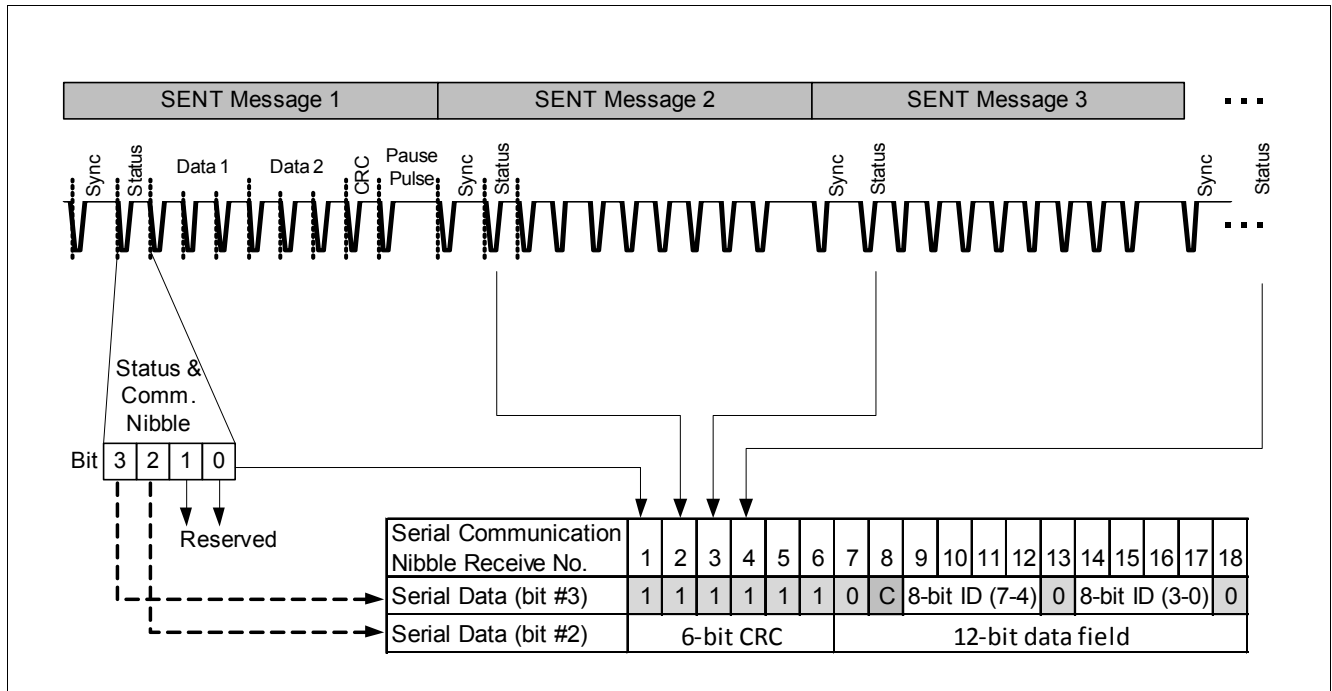 SENT Message 1 SENT Message 2 SENT Message 3 ...
Sync Status Data 1 Data 2 CRC Pause Pulse Sync Status Sync Status Sync Status
...
Status &
Comm.
Nibble
Bit 3 2 1 0
Reserved
Serial Communication
Nibble Receive No. 1 2 3 4 5 6 7 8 9 10 11 12 13 14 15 16 17 18
Serial Data (bit #3) 1 1 1 1 1 1 0 C 8-bit ID (7-4) 0 8-bit ID (3-0) 0
Serial Data (bit #2) 6-bit CRC 12-bit data field